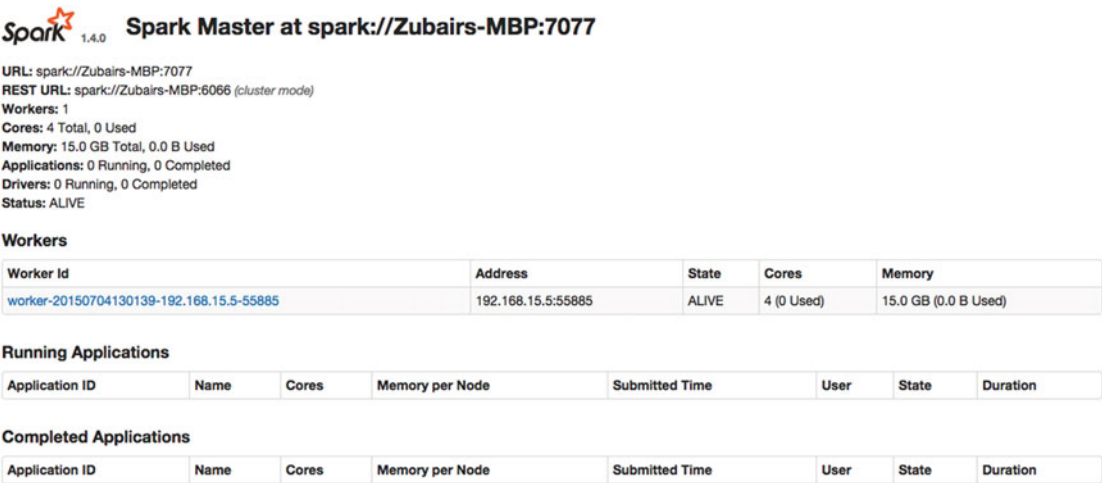 Spark 1.4.0 Spark Master at spark://Zubairs-MBP:7077
URL: spark://Zubairs-MBP:7077
REST URL: spark://Zubairs-MBP:6066 (cluster mode)
Workers: 1
Cores: 4 Total, 0 Used
Memory: 15.0 GB Total, 0.0 B Used
Applications: 0 Running, 0 Completed
Drivers: 0 Running, 0 Completed
Status: ALIVE
Workers
Worker Id Address State Cores Memory
worker-20150704130139-192.168.15.5-55885 192.168.15.5:55885 ALIVE 4 (0 Used) 15.0 GB (0.0 B Used)
Running Applications
Application ID Name Cores Memory per Node Submitted Time User State Duration
Completed Applications
Application ID Name Cores Memory per Node Submitted Time User State Duration